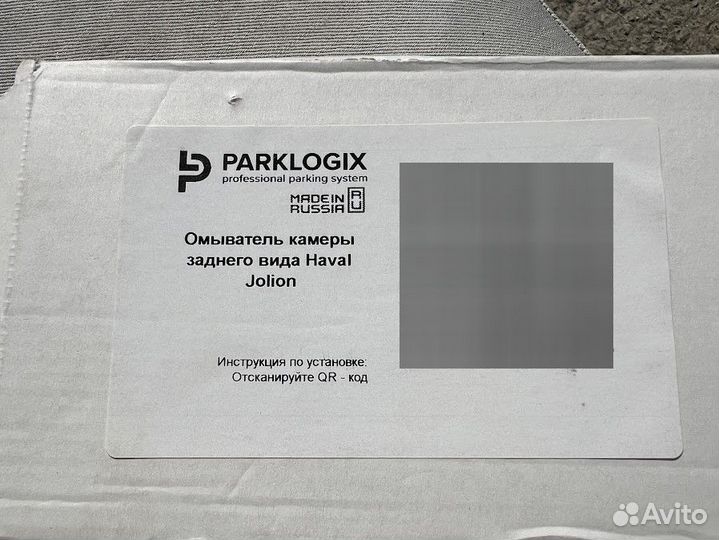 PARKLOGIX
professional parking system
MADE IN
RUSSIA RU
Омыватель камеры
заднего вида Haval
Jolion
Инструкция по установке:
Отсканируйте QR - код
Avito